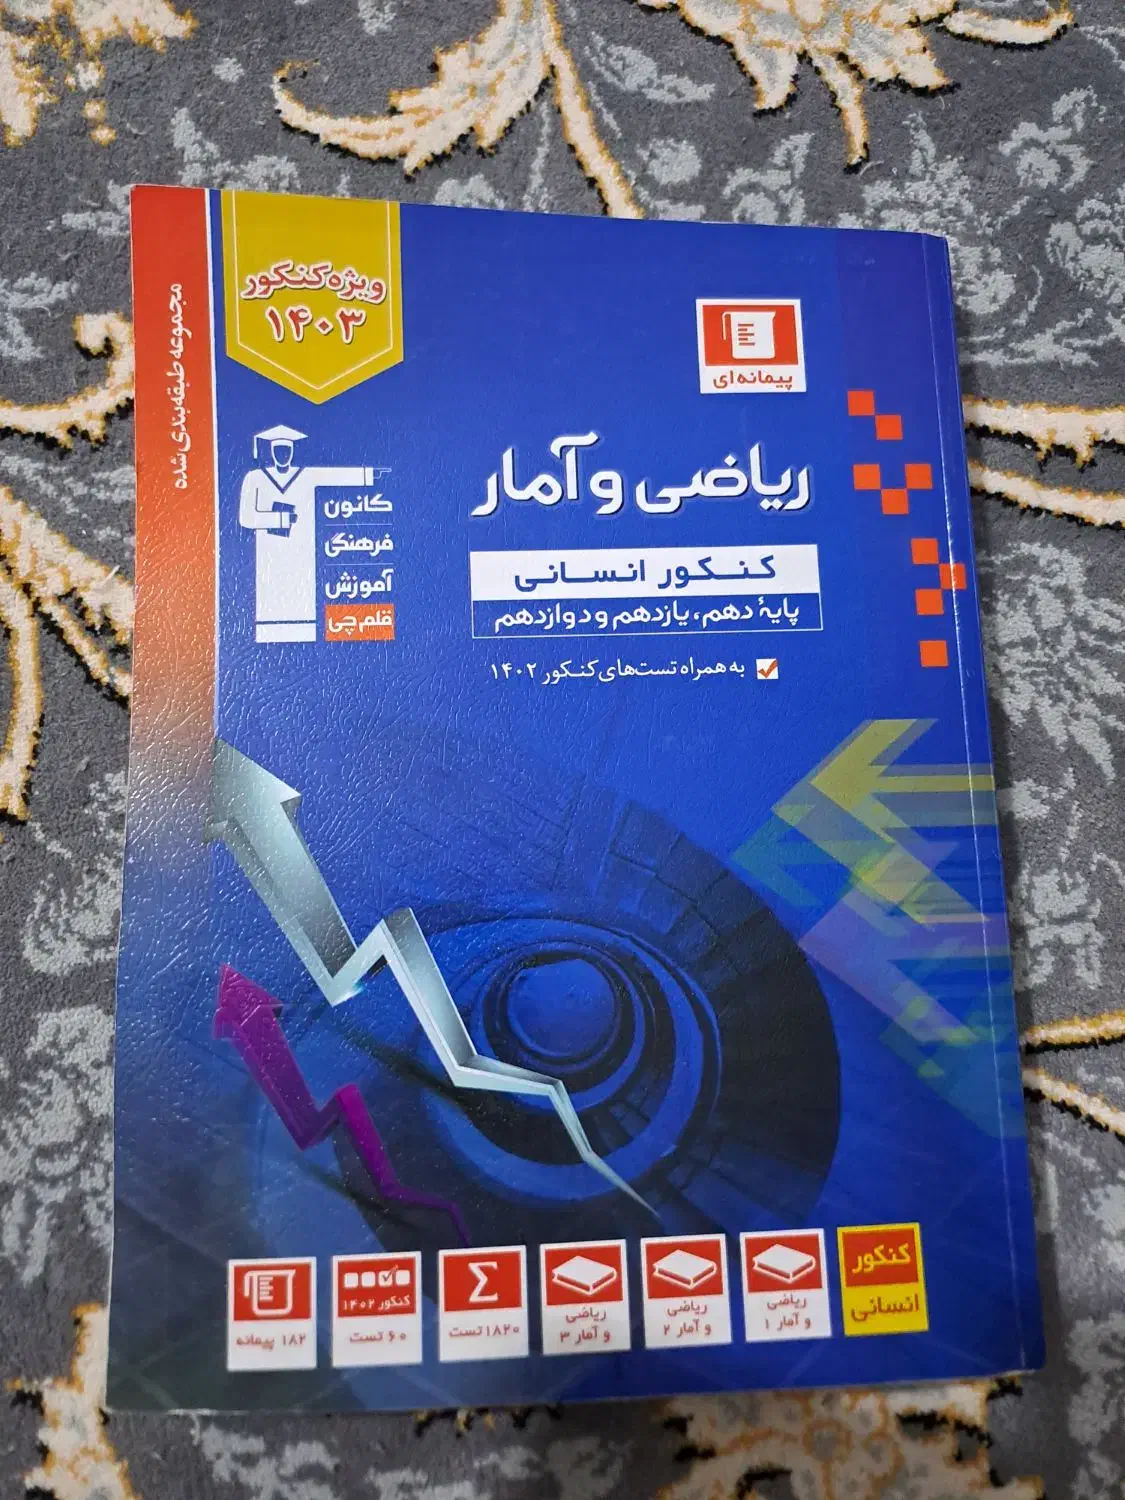 ویژه کنکور
۱۴۰۳
مجموعه طبقه‌بندی شده
پیمانه‌ای
کانون
فرهنگی
آموزش
قلم‌چی
ریاضی و آمار
کنکور انسانی
پایهٔ دهم، یازدهم و دوازدهم
به همراه تست‌های کنکور ۱۴۰۲
کنکور
انسانی
ریاضی
و آمار ۱
ریاضی
و آمار ۲
ریاضی
و آمار ۳
Σ
۱۸۲۰ تست
کنکور ۱۴۰۲
۶۰ تست
۱۸۲ پیمانه